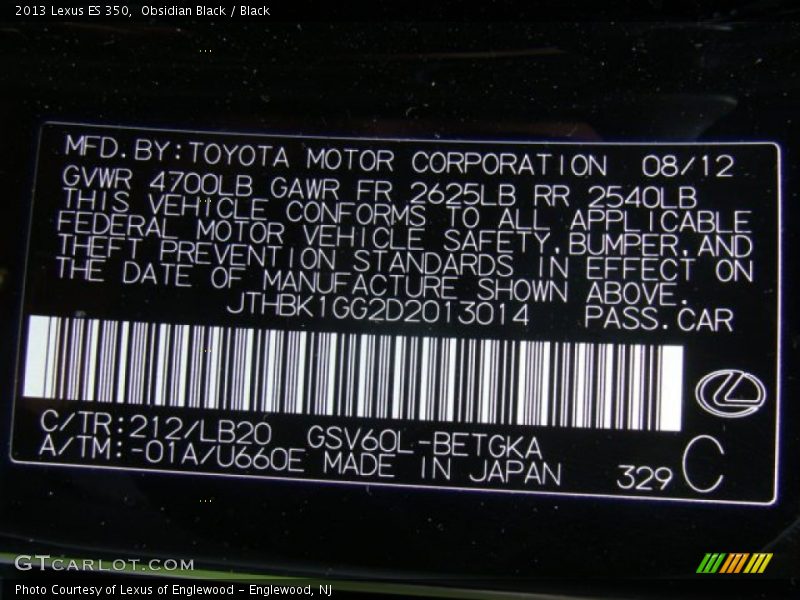 2013 Lexus ES 350,  Obsidian Black / Black
MFD.BY:TOYOTA MOTOR CORPORATION 08/12
GVWR 4700LB GAWR FR 2625LB RR 2540LB
THIS VEHICLE CONFORMS TO ALL APPLICABLE
FEDERAL MOTOR VEHICLE SAFETY,BUMPER,AND
THEFT PREVENTION STANDARDS IN EFFECT ON
THE DATE OF MANUFACTURE SHOWN ABOVE.
JTHBK1GG2D2013014 PASS.CAR
C/TR:212/LB20 GSV60L-BETGKA
A/TM:-01A/U660E MADE IN JAPAN 329 C
GTCARLOT.COM
Photo Courtesy of Lexus of Englewood - Englewood, NJ